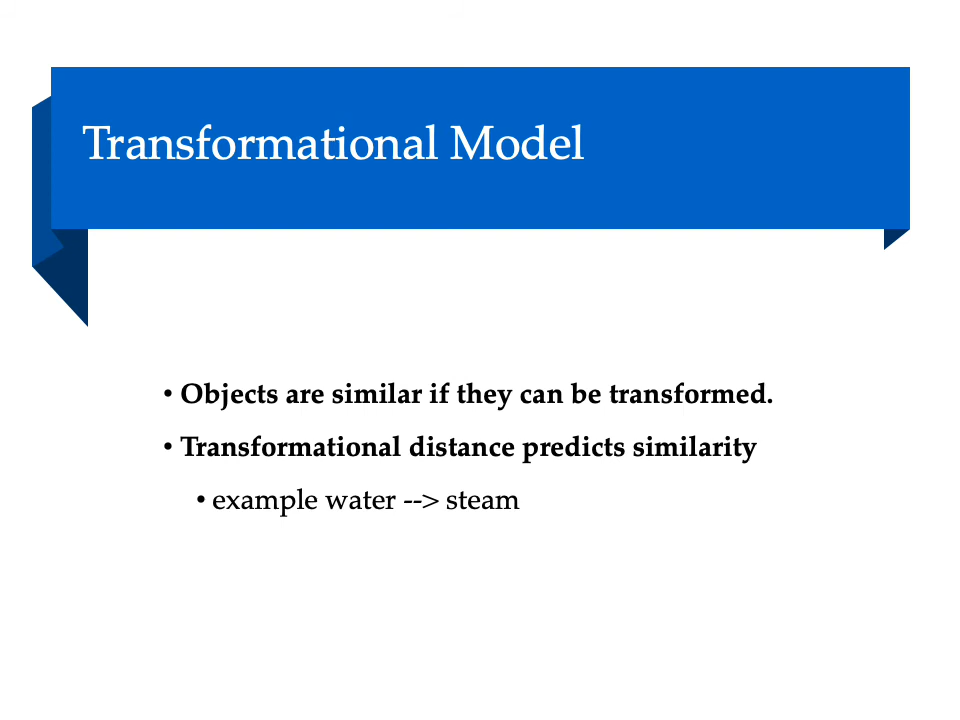 Transformational Model
• Objects are similar if they can be transformed.
• Transformational distance predicts similarity
• example water --> steam